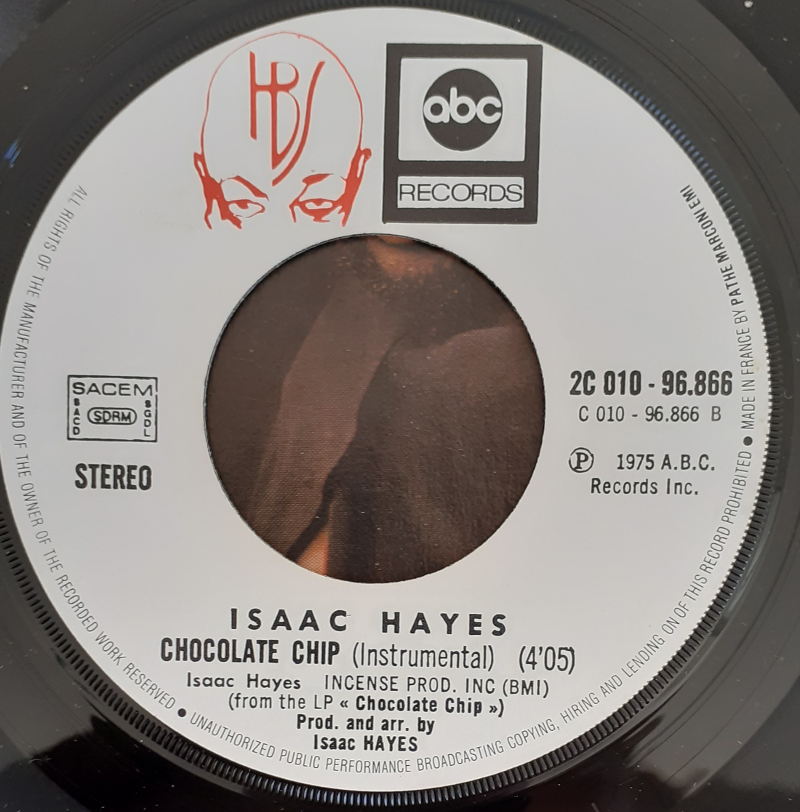 HBS
abc
RECORDS
SACEM
SACD
SDRM
SGDL
STEREO
2C 010 - 96.866
C 010 - 96.866 B
Ⓟ 1975 A.B.C.
Records Inc.
ISAAC HAYES
CHOCOLATE CHIP (Instrumental) (4'05)
Isaac Hayes INCENSE PROD. INC (BMI)
(from the LP « Chocolate Chip »)
Prod. and arr. by
Isaac HAYES
ALL RIGHTS OF THE MANUFACTURER AND OF THE OWNER OF THE RECORDED WORK RESERVED ● UNAUTHORIZED PUBLIC PERFORMANCE BROADCASTING COPYING, HIRING AND LENDING ON OF THIS RECORD PROHIBITED ● MADE IN FRANCE BY PATHE MARCONI EMI